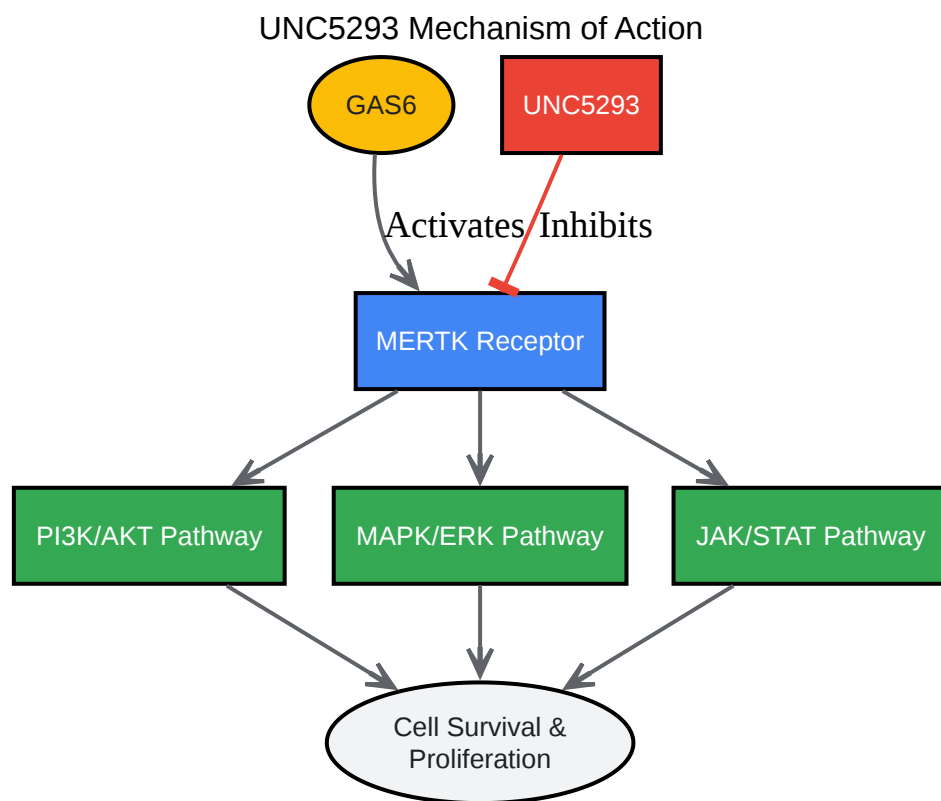 UNC5293 Mechanism of Action
GAS6
UNC5293
Activates
Inhibits
MERTK Receptor
PI3K/AKT Pathway
MAPK/ERK Pathway
JAK/STAT Pathway
Cell Survival &
Proliferation